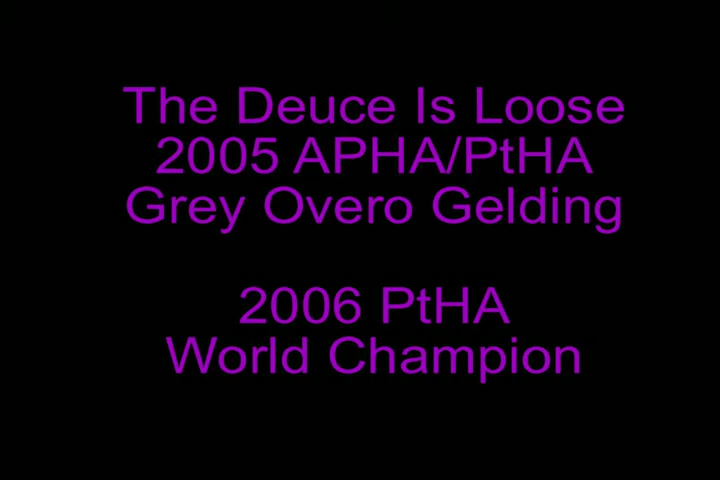 The Deuce Is Loose
2005 APHA/PtHA
Grey Overo Gelding
2006 PtHA
World Champion